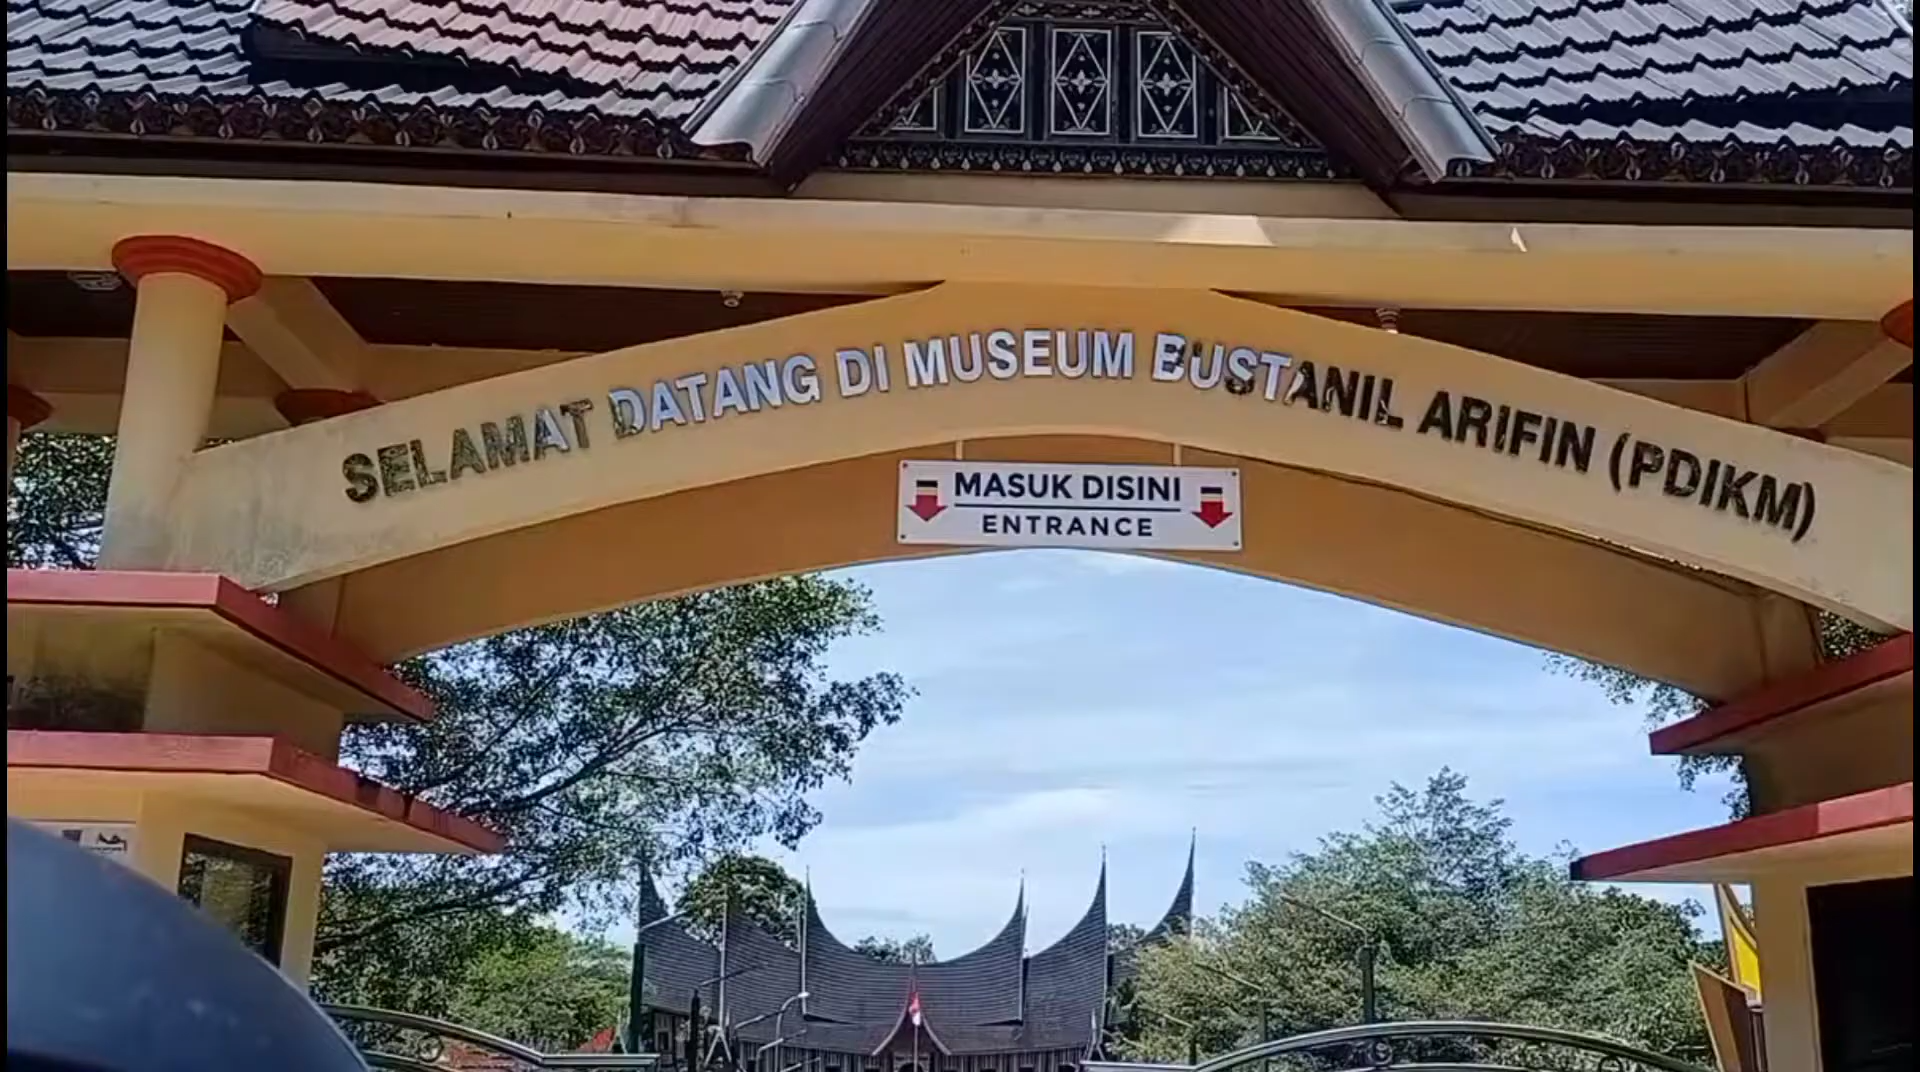 SELAMAT DATANG DI MUSEUM BUSTANIL ARIFIN (PDIKM)
MASUK DISINI
ENTRANCE